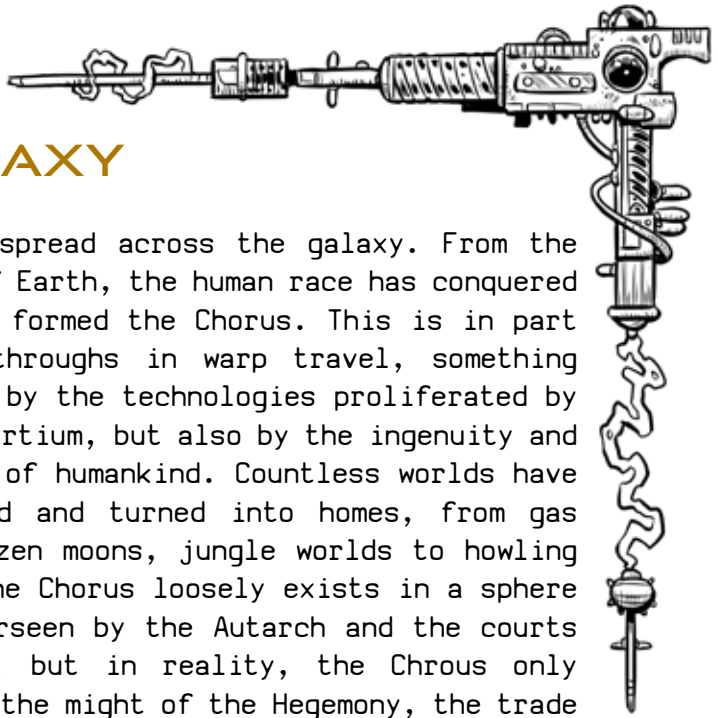 AXY
spread across the galaxy. From the
Earth, the human race has conquered
formed the Chorus. This is in part
throughs in warp travel, something
by the technologies proliferated by
rtium, but also by the ingenuity and
of humankind. Countless worlds have
d and turned into homes, from gas
zen moons, jungle worlds to howling
he Chorus loosely exists in a sphere
rseen by the Autarch and the courts
but in reality, the Chrous only
the might of the Hegemony, the trade